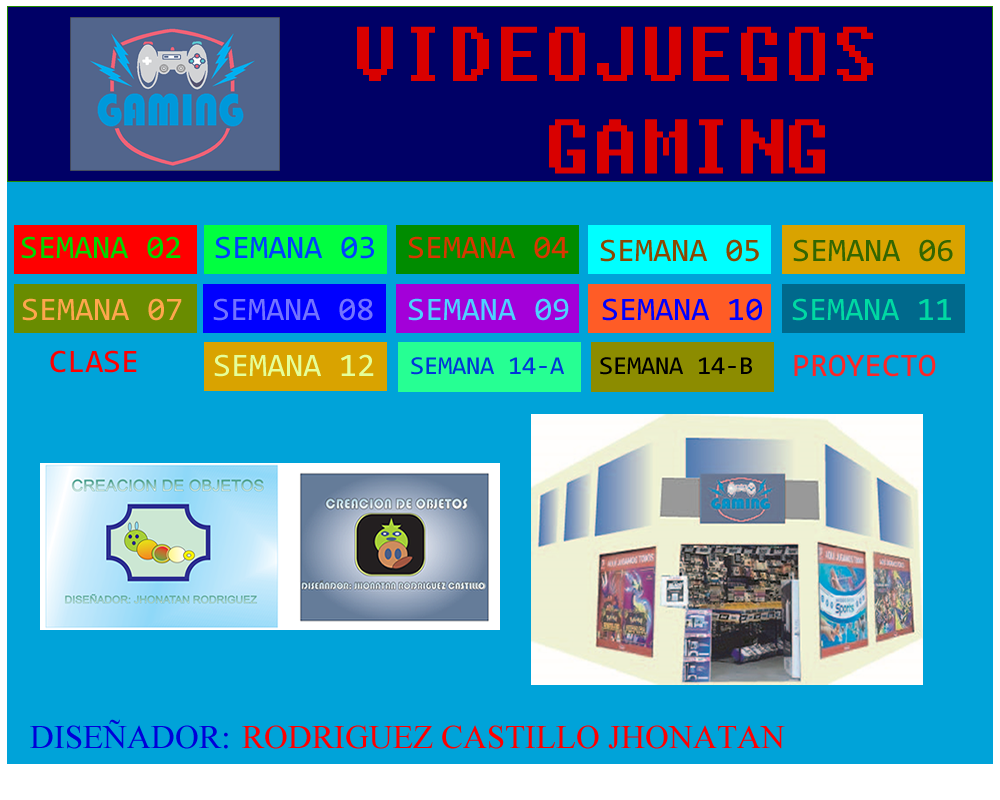 GAMING
VIDEOJUEGOS
GAMING
SEMANA 02 SEMANA 03 SEMANA 04 SEMANA 05 SEMANA 06
SEMANA 07 SEMANA 08 SEMANA 09 SEMANA 10 SEMANA 11
CLASE SEMANA 12 SEMANA 14-A SEMANA 14-B PROYECTO
CREACION DE OBJETOS
DISEÑADOR: JHONATAN RODRIGUEZ
CREACION DE OBJETOS
DISEÑADOR: JHONATAN RODRIGUEZ CASTILLO
GAMING
Sports
DISEÑADOR: RODRIGUEZ CASTILLO JHONATAN